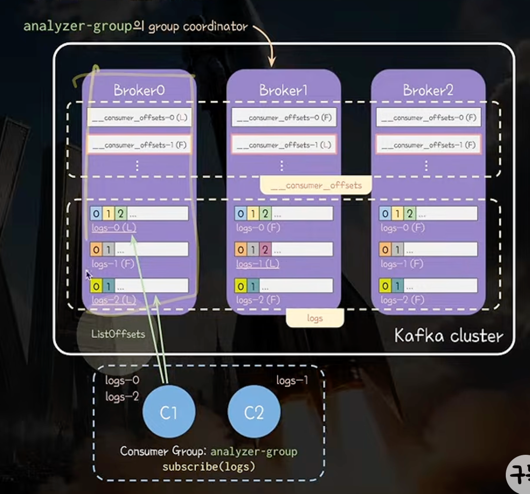 analyzer-group의 group coordinator
Broker0
Broker1
Broker2
__consumer_offsets-0 (L)
__consumer_offsets-0 (F)
__consumer_offsets-0 (F)
__consumer_offsets-1 (F)
__consumer_offsets-1 (L)
__consumer_offsets-1 (F)
__consumer_offsets
0 1 2 ...
0 1 2 ...
0 1 2 ...
logs-0 (L)
logs-0 (F)
logs-0 (F)
0 1 ...
0 1 2 ...
0 1 ...
logs-1 (F)
logs-1 (L)
logs-1 (F)
0 1 ...
0 1 ...
0 1 ...
logs-2 (L)
logs-2 (F)
logs-2 (F)
logs
ListOffsets
Kafka cluster
logs-0
logs-2
logs-1
C1
C2
Consumer Group: analyzer-group
subscribe(logs)